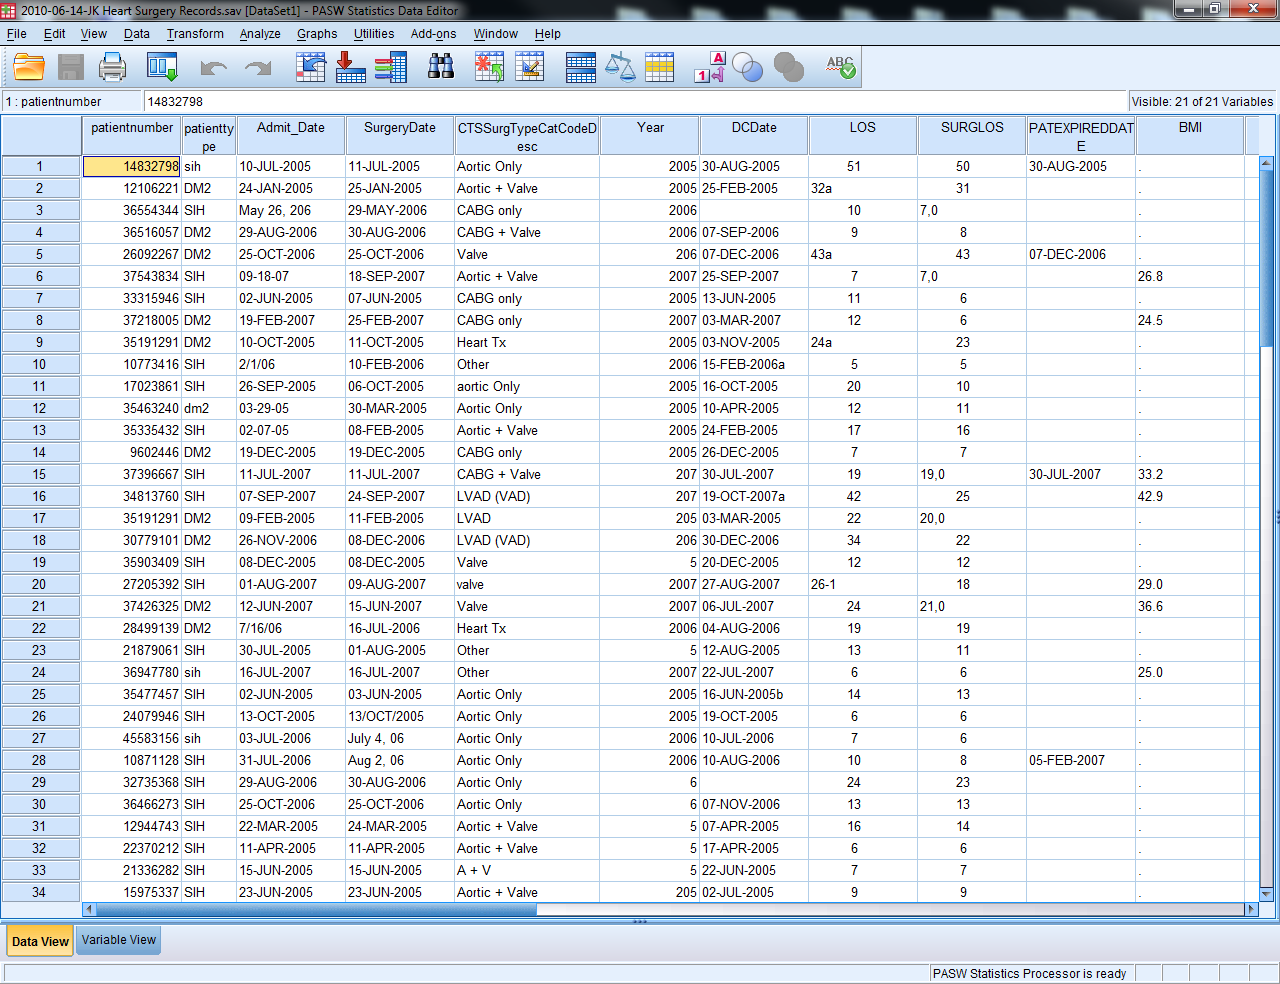 2010-06-14-JK Heart Surgery Records.sav [DataSet1] - PASW Statistics Data Editor
File Edit View Data Transform Analyze Graphs Utilities Add-ons Window Help
A
1
ABC
1 : patientnumber 14832798 Visible: 21 of 21 Variables
patientnumber patienttype Admit_Date SurgeryDate CTSSurgTypeCatCodeDesc Year DCDate LOS SURGLOS PATEXPIREDDATE BMI
1 14832798 sih 10-JUL-2005 11-JUL-2005 Aortic Only 2005 30-AUG-2005 51 50 30-AUG-2005 .
2 12106221 DM2 24-JAN-2005 25-JAN-2005 Aortic + Valve 2005 25-FEB-2005 32a 31 .
3 36554344 SIH May 26, 206 29-MAY-2006 CABG only 2006 10 7,0 .
4 36516057 DM2 29-AUG-2006 30-AUG-2006 CABG + Valve 2006 07-SEP-2006 9 8 .
5 26092267 DM2 25-OCT-2006 25-OCT-2006 Valve 206 07-DEC-2006 43a 43 07-DEC-2006 .
6 37543834 SIH 09-18-07 18-SEP-2007 Aortic + Valve 2007 25-SEP-2007 7 7,0 26.8
7 33315946 SIH 02-JUN-2005 07-JUN-2005 CABG only 2005 13-JUN-2005 11 6 .
8 37218005 DM2 19-FEB-2007 25-FEB-2007 CABG only 2007 03-MAR-2007 12 6 24.5
9 35191291 DM2 10-OCT-2005 11-OCT-2005 Heart Tx 2005 03-NOV-2005 24a 23 .
10 10773416 SIH 2/1/06 10-FEB-2006 Other 2006 15-FEB-2006a 5 5 .
11 17023861 SIH 26-SEP-2005 06-OCT-2005 aortic Only 2005 16-OCT-2005 20 10 .
12 35463240 dm2 03-29-05 30-MAR-2005 Aortic Only 2005 10-APR-2005 12 11 .
13 35335432 SIH 02-07-05 08-FEB-2005 Aortic + Valve 2005 24-FEB-2005 17 16 .
14 9602446 DM2 19-DEC-2005 19-DEC-2005 CABG only 2005 26-DEC-2005 7 7 .
15 37396667 SIH 11-JUL-2007 11-JUL-2007 CABG + Valve 207 30-JUL-2007 19 19,0 30-JUL-2007 33.2
16 34813760 SIH 07-SEP-2007 24-SEP-2007 LVAD (VAD) 207 19-OCT-2007a 42 25 42.9
17 35191291 DM2 09-FEB-2005 11-FEB-2005 LVAD 205 03-MAR-2005 22 20,0 .
18 30779101 DM2 26-NOV-2006 08-DEC-2006 LVAD (VAD) 206 30-DEC-2006 34 22 .
19 35903409 SIH 08-DEC-2005 08-DEC-2005 Valve 5 20-DEC-2005 12 12 .
20 27205392 SIH 01-AUG-2007 09-AUG-2007 valve 2007 27-AUG-2007 26-1 18 29.0
21 37426325 DM2 12-JUN-2007 15-JUN-2007 Valve 2007 06-JUL-2007 24 21,0 36.6
22 28499139 DM2 7/16/06 16-JUL-2006 Heart Tx 2006 04-AUG-2006 19 19 .
23 21879061 SIH 30-JUL-2005 01-AUG-2005 Other 5 12-AUG-2005 13 11 .
24 36947780 sih 16-JUL-2007 16-JUL-2007 Other 2007 22-JUL-2007 6 6 25.0
25 35477457 SIH 02-JUN-2005 03-JUN-2005 Aortic Only 2005 16-JUN-2005b 14 13 .
26 24079946 SIH 13-OCT-2005 13/OCT/2005 Aortic Only 2005 19-OCT-2005 6 6 .
27 45583156 sih 03-JUL-2006 July 4, 06 Aortic Only 2006 10-JUL-2006 7 6 .
28 10871128 SIH 31-JUL-2006 Aug 2, 06 Aortic Only 2006 10-AUG-2006 10 8 05-FEB-2007 .
29 32735368 SIH 29-AUG-2006 30-AUG-2006 Aortic Only 6 24 23 .
30 36466273 SIH 25-OCT-2006 25-OCT-2006 Aortic Only 6 07-NOV-2006 13 13 .
31 12944743 SIH 22-MAR-2005 24-MAR-2005 Aortic + Valve 5 07-APR-2005 16 14 .
32 22370212 SIH 11-APR-2005 11-APR-2005 Aortic + Valve 5 17-APR-2005 6 6 .
33 21336282 SIH 15-JUN-2005 15-JUN-2005 A + V 5 22-JUN-2005 7 7 .
34 15975337 SIH 23-JUN-2005 23-JUN-2005 Aortic + Valve 205 02-JUL-2005 9 9 .
Data View Variable View
PASW Statistics Processor is ready